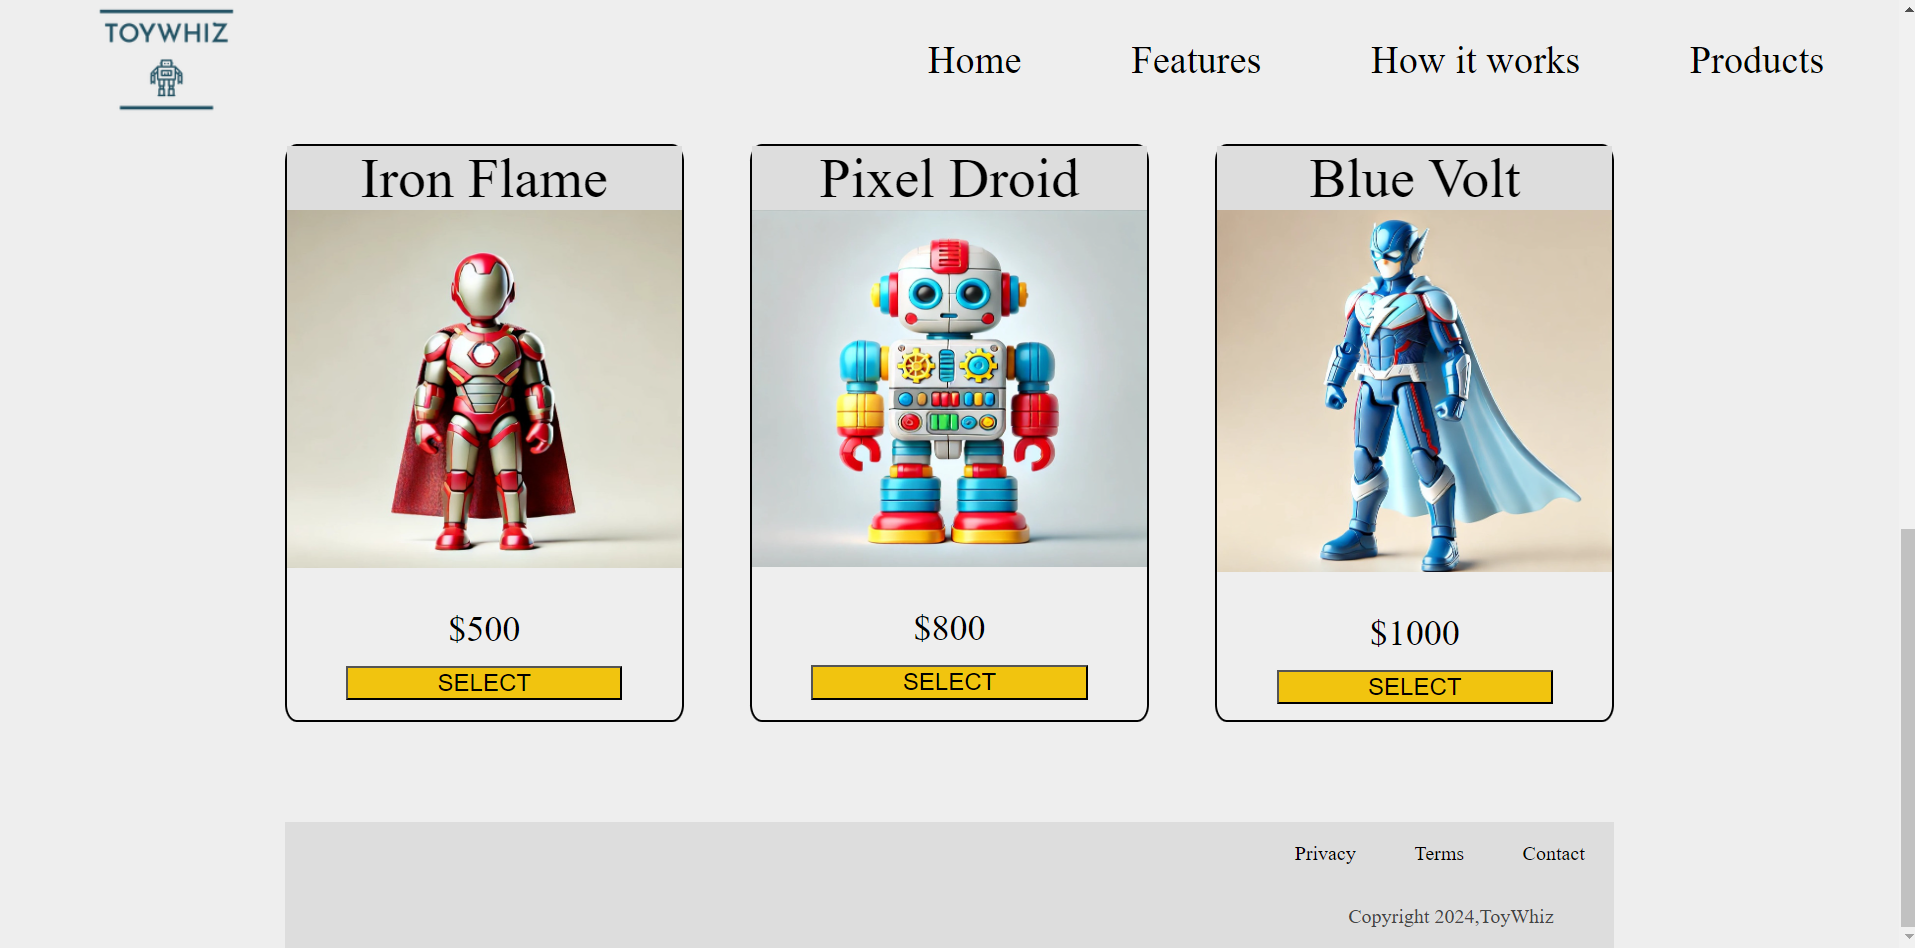 TOYWHIZ
Home Features How it works Products
Iron Flame
Pixel Droid
Blue Volt
$500
$800
$1000
SELECT
SELECT
SELECT
Privacy Terms Contact
Copyright 2024,ToyWhiz